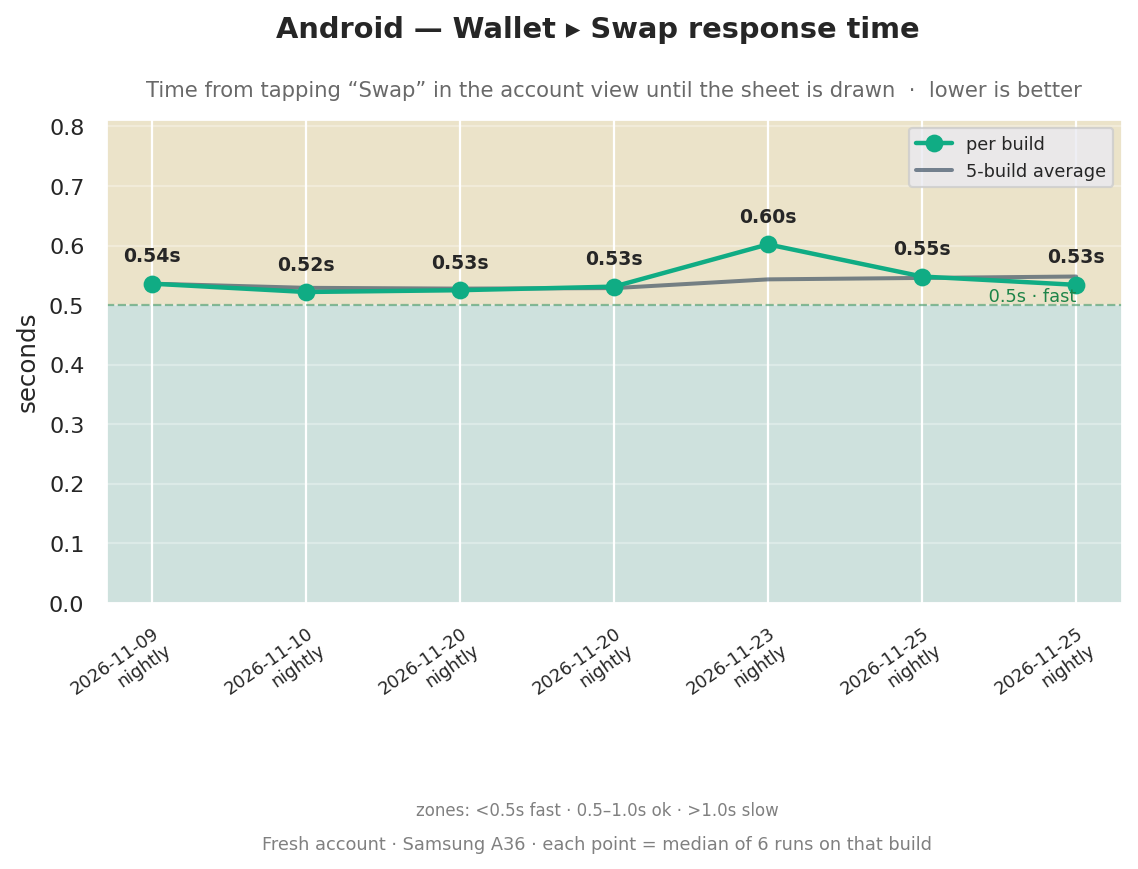 Android — Wallet ▸ Swap response time
Time from tapping “Swap” in the account view until the sheet is drawn · lower is better
per build
5-build average
seconds
0.8
0.7
0.6
0.5
0.4
0.3
0.2
0.1
0.0
0.54s
0.52s
0.53s
0.53s
0.60s
0.55s
0.53s
0.5s · fast
2026-11-09
nightly
2026-11-10
nightly
2026-11-20
nightly
2026-11-20
nightly
2026-11-23
nightly
2026-11-25
nightly
2026-11-25
nightly
zones: <0.5s fast · 0.5–1.0s ok · >1.0s slow
Fresh account · Samsung A36 · each point = median of 6 runs on that build